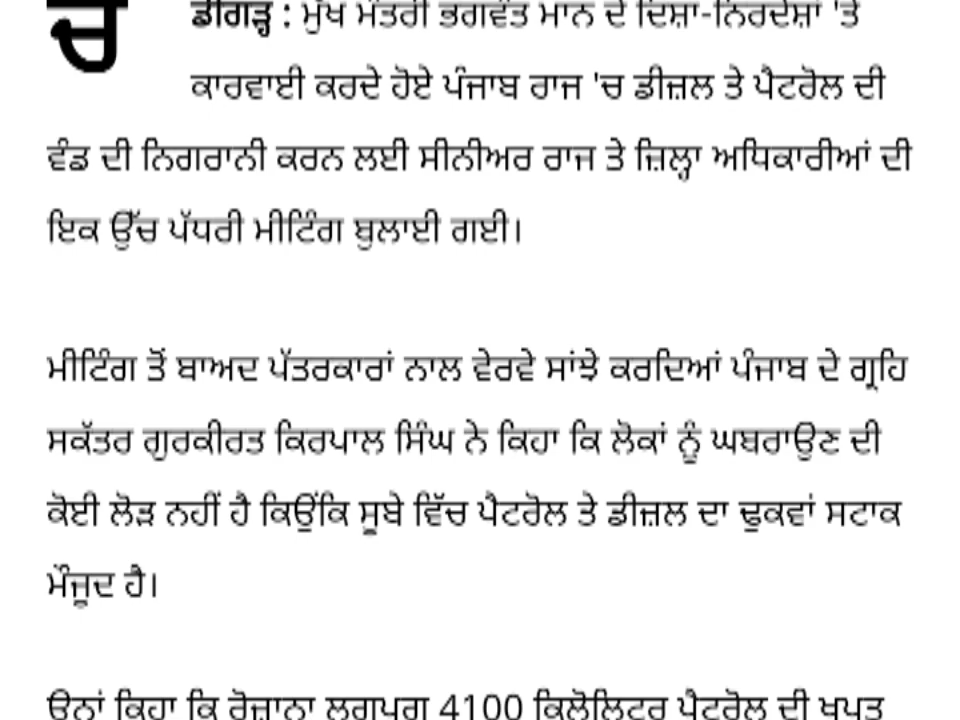 ਚੰਡੀਗੜ੍ਹ : ਮੁੱਖ ਮੰਤਰੀ ਭਗਵੰਤ ਮਾਨ ਦੇ ਦਿਸ਼ਾ-ਨਿਰਦੇਸ਼ਾਂ 'ਤੇ
ਕਾਰਵਾਈ ਕਰਦੇ ਹੋਏ ਪੰਜਾਬ ਰਾਜ 'ਚ ਡੀਜ਼ਲ ਤੇ ਪੈਟਰੋਲ ਦੀ
ਵੰਡ ਦੀ ਨਿਗਰਾਨੀ ਕਰਨ ਲਈ ਸੀਨੀਅਰ ਰਾਜ ਤੇ ਜ਼ਿਲ੍ਹਾ ਅਧਿਕਾਰੀਆਂ ਦੀ
ਇਕ ਉੱਚ ਪੱਧਰੀ ਮੀਟਿੰਗ ਬੁਲਾਈ ਗਈ।
ਮੀਟਿੰਗ ਤੋਂ ਬਾਅਦ ਪੱਤਰਕਾਰਾਂ ਨਾਲ ਵੇਰਵੇ ਸਾਂਝੇ ਕਰਦਿਆਂ ਪੰਜਾਬ ਦੇ ਗ੍ਰਹਿ
ਸਕੱਤਰ ਗੁਰਕੀਰਤ ਕਿਰਪਾਲ ਸਿੰਘ ਨੇ ਕਿਹਾ ਕਿ ਲੋਕਾਂ ਨੂੰ ਘਬਰਾਉਣ ਦੀ
ਕੋਈ ਲੋੜ ਨਹੀਂ ਹੈ ਕਿਉਂਕਿ ਸੂਬੇ ਵਿੱਚ ਪੈਟਰੋਲ ਤੇ ਡੀਜ਼ਲ ਦਾ ਢੁਕਵਾਂ ਸਟਾਕ
ਮੌਜੂਦ ਹੈ।
ਉਨਾਂ ਕਿਹਾ ਕਿ ਰੋਜ਼ਾਨਾ ਲਗਪਗ 4100 ਕਿਲੋਲਿਟਰ ਪੈਟਰੋਲ ਦੀ ਖਪਤ